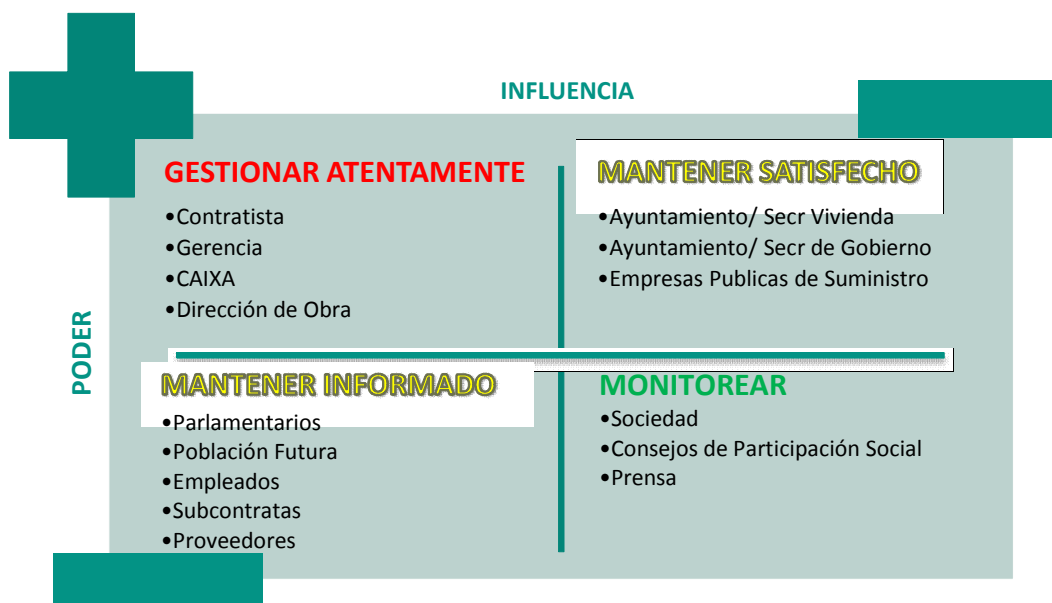 INFLUENCIA
PODER
GESTIONAR ATENTAMENTE
•Contratista
•Gerencia
•CAIXA
•Dirección de Obra
MANTENER SATISFECHO
•Ayuntamiento/ Secr Vivienda
•Ayuntamiento/ Secr de Gobierno
•Empresas Publicas de Suministro
MANTENER INFORMADO
•Parlamentarios
•Población Futura
•Empleados
•Subcontratas
•Proveedores
MONITOREAR
•Sociedad
•Consejos de Participación Social
•Prensa